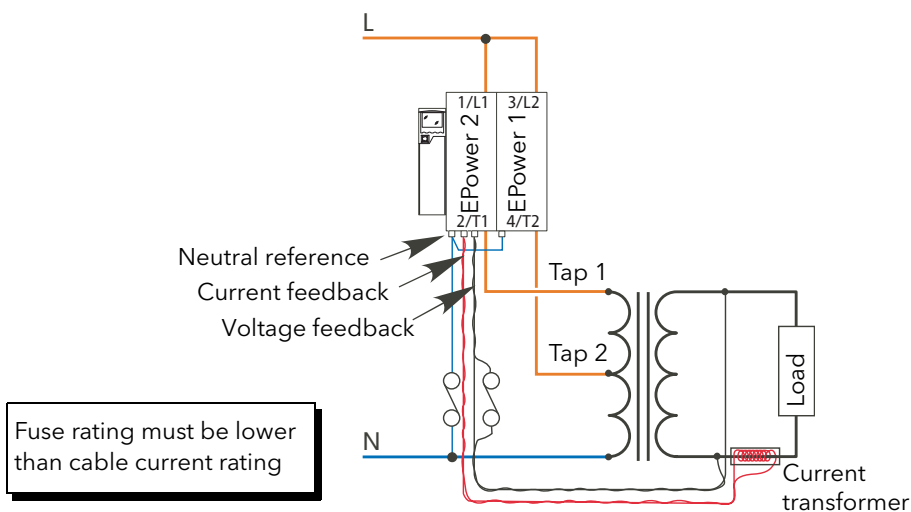 L
1/L1
3/L2
EPower 2
EPower 1
2/T1
4/T2
Neutral reference
Current feedback
Voltage feedback
Tap 1
Tap 2
Load
Fuse rating must be lower
than cable current rating
N
Current
transformer